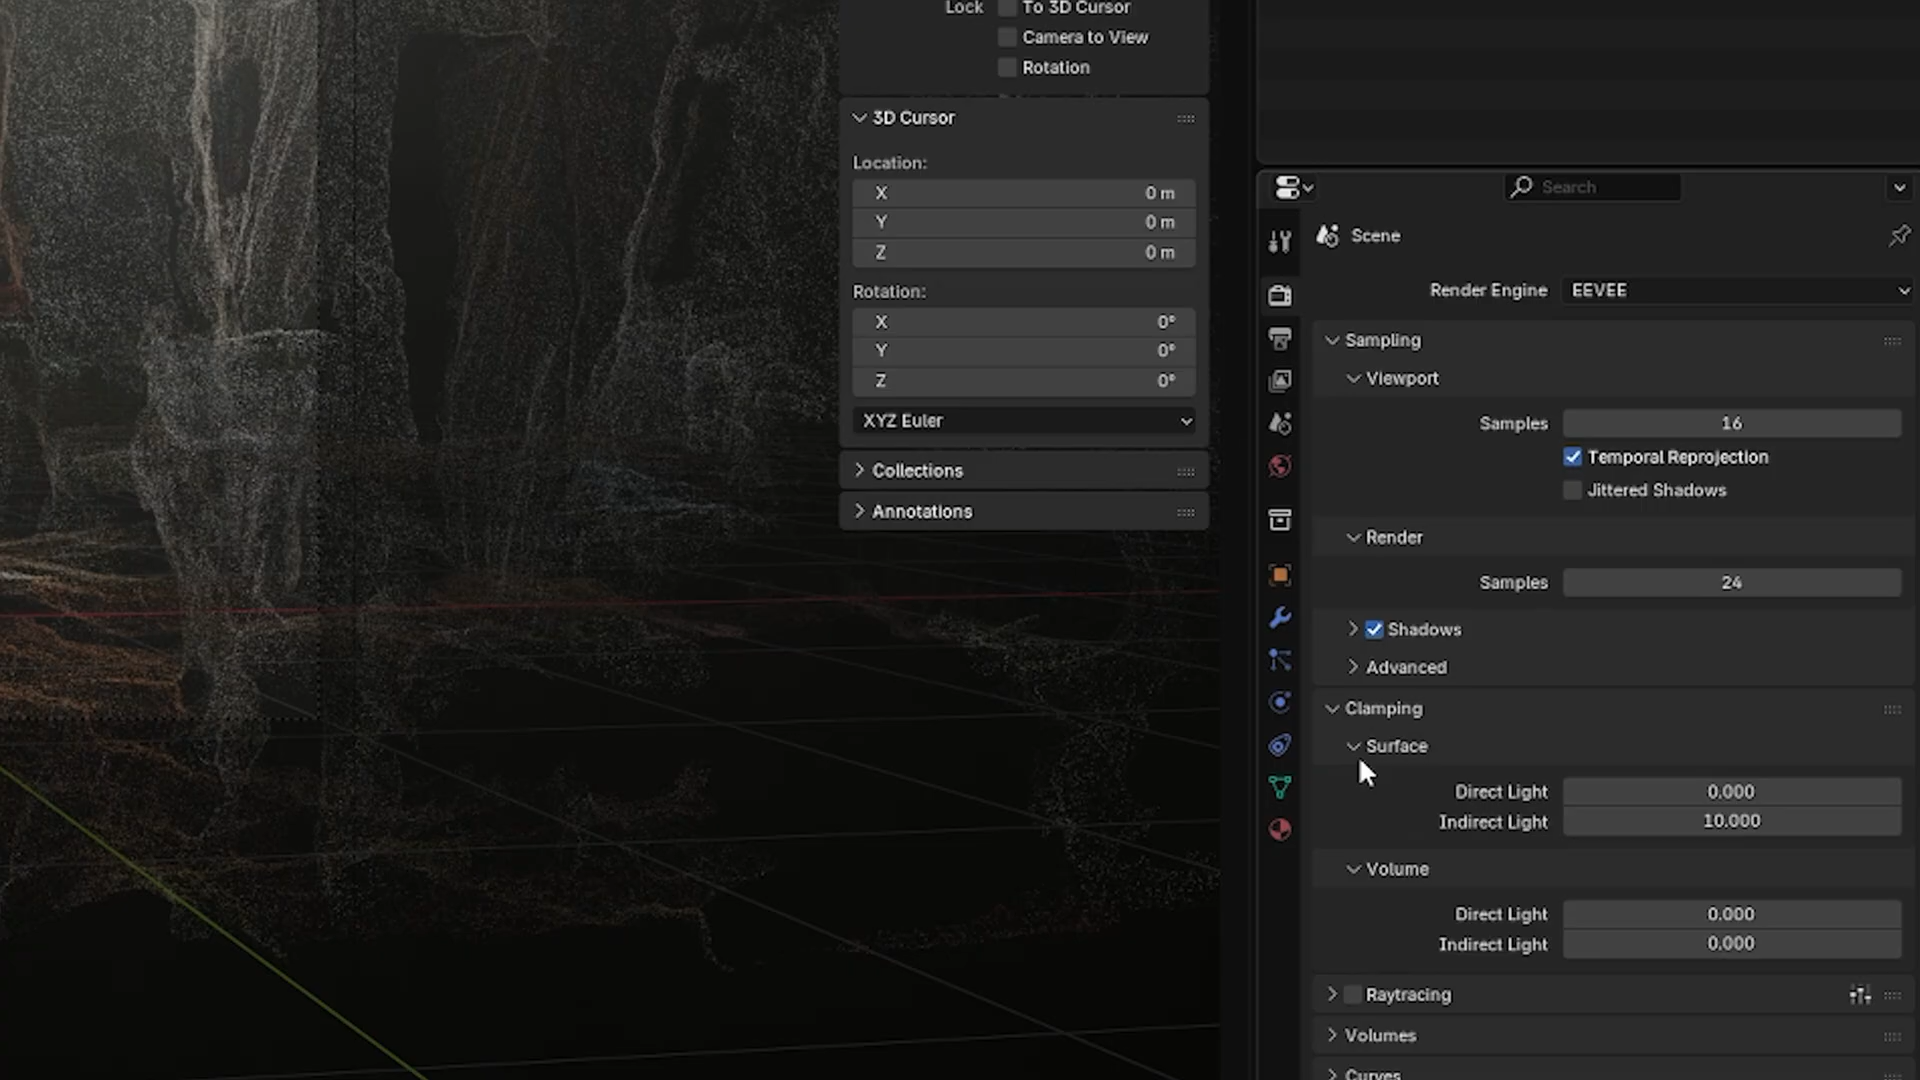 Lock To 3D Cursor
Camera to View
Rotation
3D Cursor
Location:
X 0 m
Y 0 m
Z 0 m
Rotation:
X 0°
Y 0°
Z 0°
XYZ Euler
Collections
Annotations
Search
Scene
Render Engine EEVEE
Sampling
Viewport
Samples 16
Temporal Reprojection
Jittered Shadows
Render
Samples 24
Shadows
Advanced
Clamping
Surface
Direct Light 0.000
Indirect Light 10.000
Volume
Direct Light 0.000
Indirect Light 0.000
Raytracing
Volumes
Curves